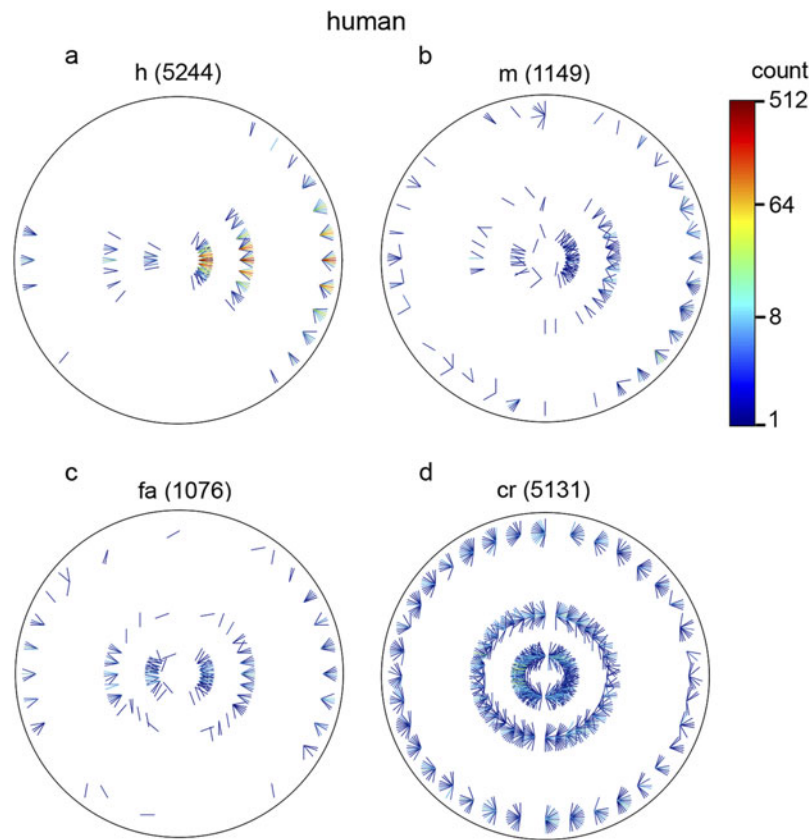 human
a
h (5244)
b
m (1149)
count
512
64
8
1
c
fa (1076)
d
cr (5131)